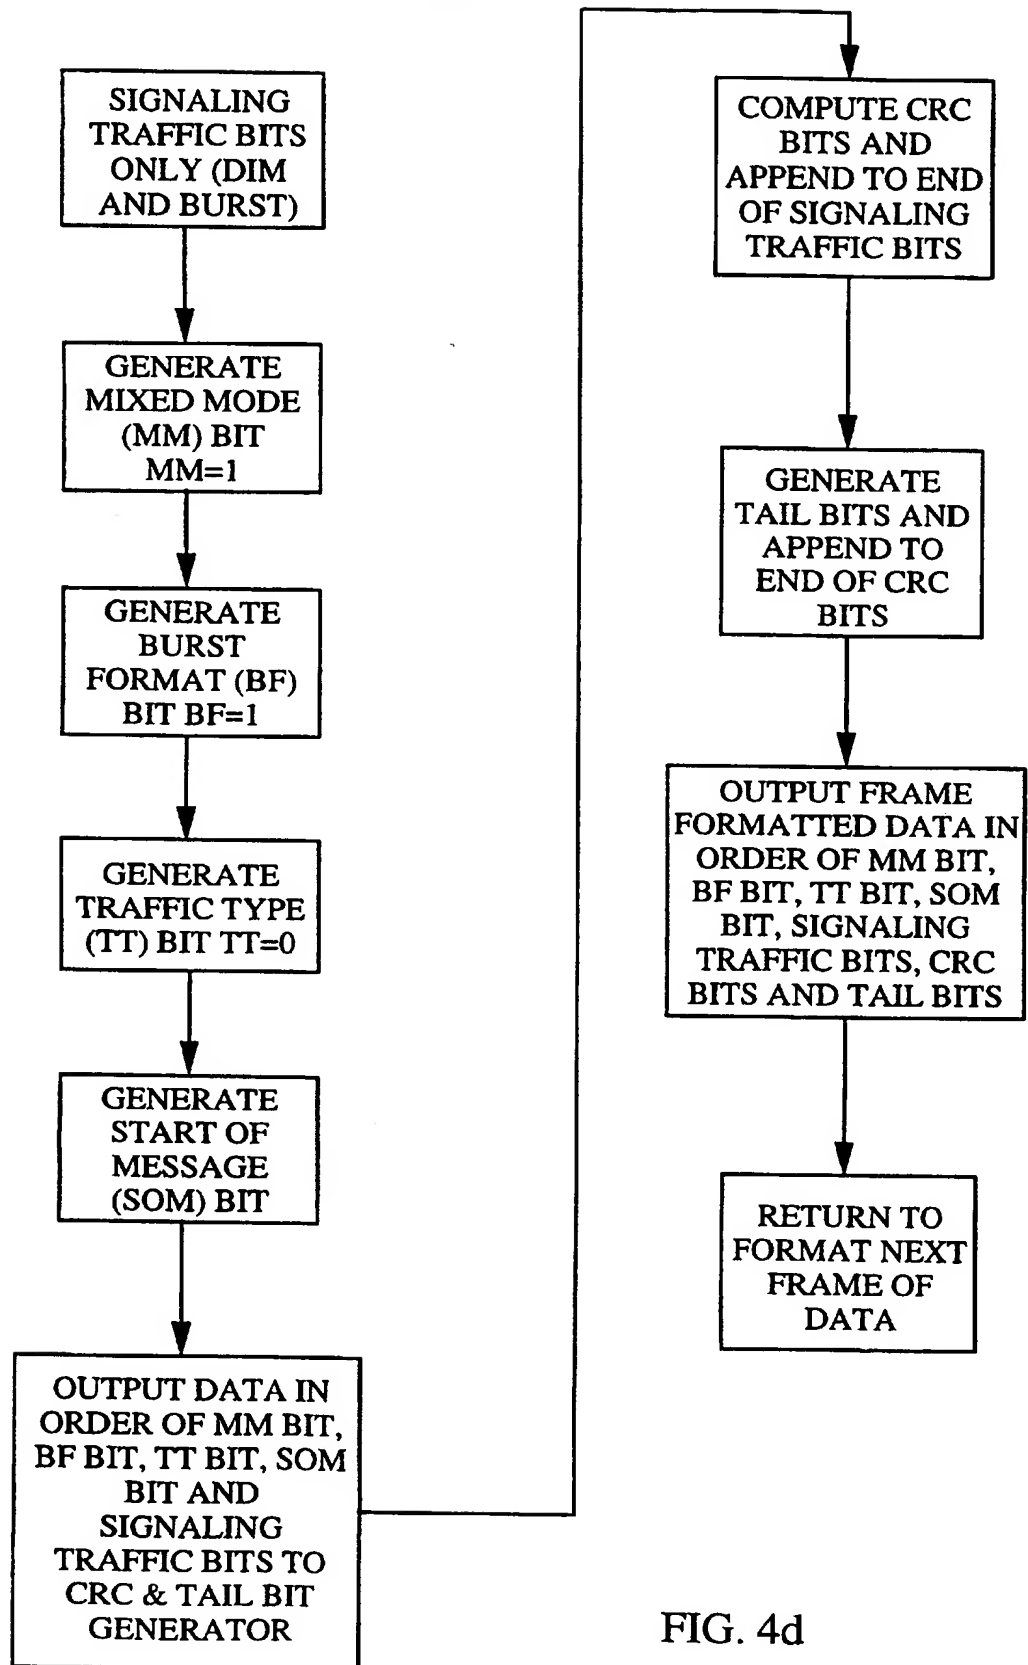 SIGNALING
TRAFFIC BITS
ONLY (DIM
AND BURST)
GENERATE
MIXED MODE
(MM) BIT
MM=1
GENERATE
BURST
FORMAT (BF)
BIT BF=1
GENERATE
TRAFFIC TYPE
(TT) BIT TT=0
GENERATE
START OF
MESSAGE
(SOM) BIT
OUTPUT DATA IN
ORDER OF MM BIT,
BF BIT, TT BIT, SOM
BIT AND
SIGNALING
TRAFFIC BITS TO
CRC & TAIL BIT
GENERATOR
COMPUTE CRC
BITS AND
APPEND TO END
OF SIGNALING
TRAFFIC BITS
GENERATE
TAIL BITS AND
APPEND TO
END OF CRC
BITS
OUTPUT FRAME
FORMATTED DATA IN
ORDER OF MM BIT,
BF BIT, TT BIT, SOM
BIT, SIGNALING
TRAFFIC BITS, CRC
BITS AND TAIL BITS
RETURN TO
FORMAT NEXT
FRAME OF
DATA
FIG. 4d